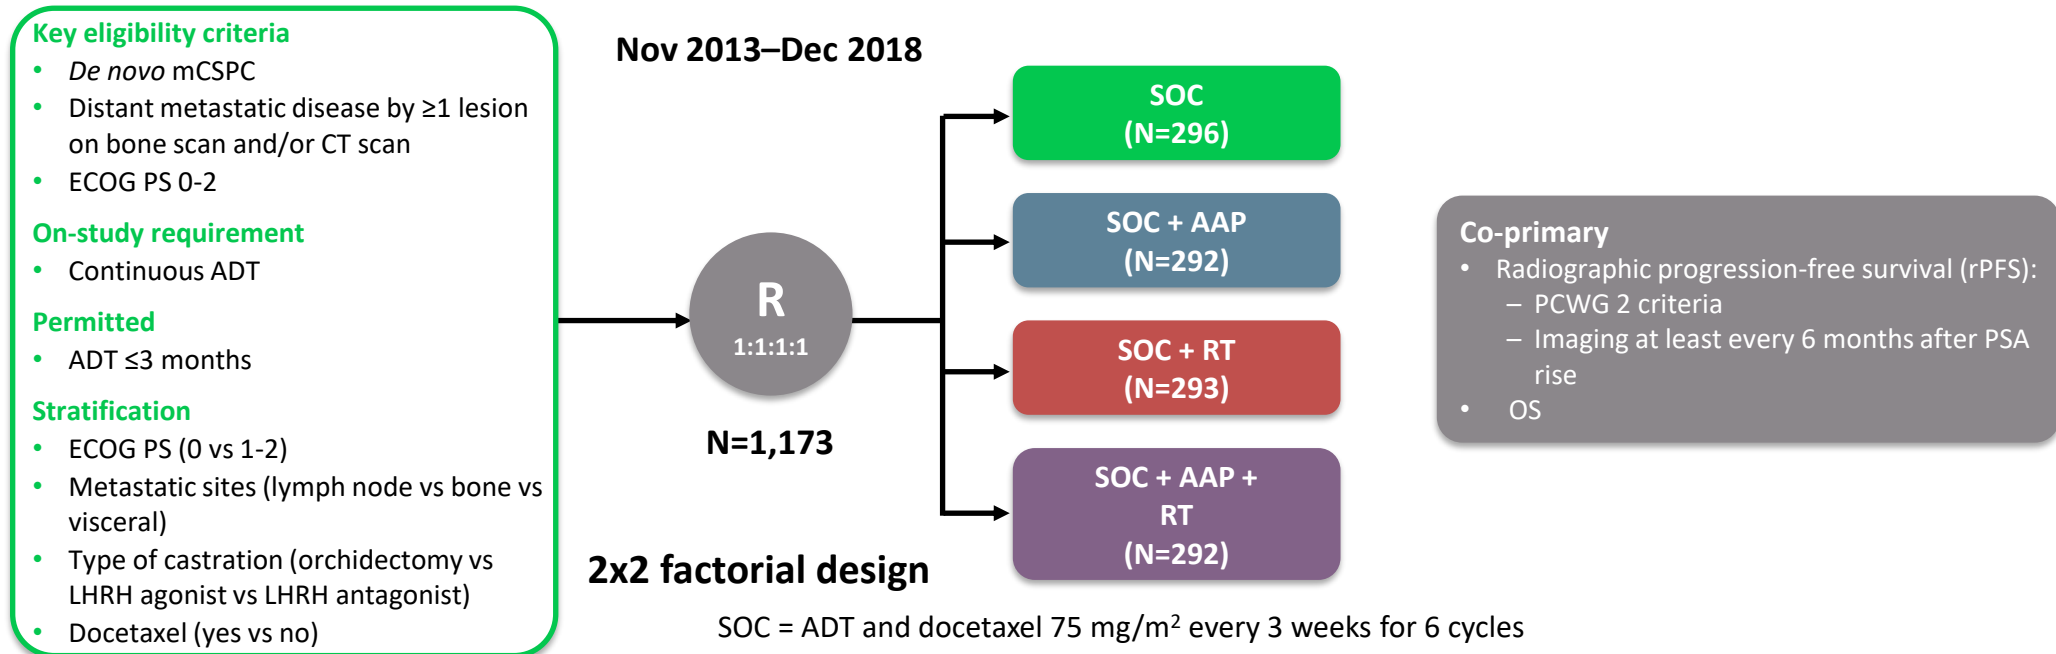 Key eligibility criteria
• De novo mCSPC
• Distant metastatic disease by ≥1 lesion
on bone scan and/or CT scan
• ECOG PS 0-2
On-study requirement
• Continuous ADT
Permitted
• ADT ≤3 months
Stratification
• ECOG PS (0 vs 1-2)
• Metastatic sites (lymph node vs bone vs
visceral)
• Type of castration (orchidectomy vs
LHRH agonist vs LHRH antagonist)
• Docetaxel (yes vs no)
Nov 2013–Dec 2018
R
1:1:1:1
N=1,173
2x2 factorial design
SOC
(N=296)
SOC + AAP
(N=292)
SOC + RT
(N=293)
SOC + AAP +
RT
(N=292)
SOC = ADT and docetaxel 75 mg/m² every 3 weeks for 6 cycles
Co-primary
• Radiographic progression-free survival (rPFS):
– PCWG 2 criteria
– Imaging at least every 6 months after PSA
rise
• OS